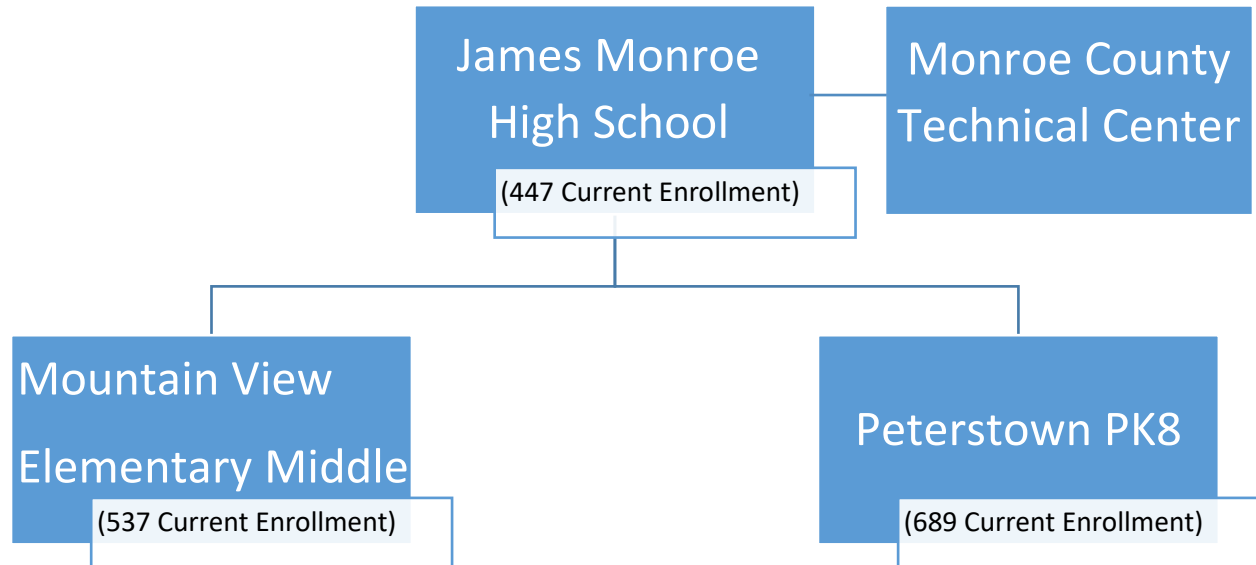 James Monroe
High School
(447 Current Enrollment)
Monroe County
Technical Center
Mountain View
Elementary Middle
(537 Current Enrollment)
Peterstown PK8
(689 Current Enrollment)